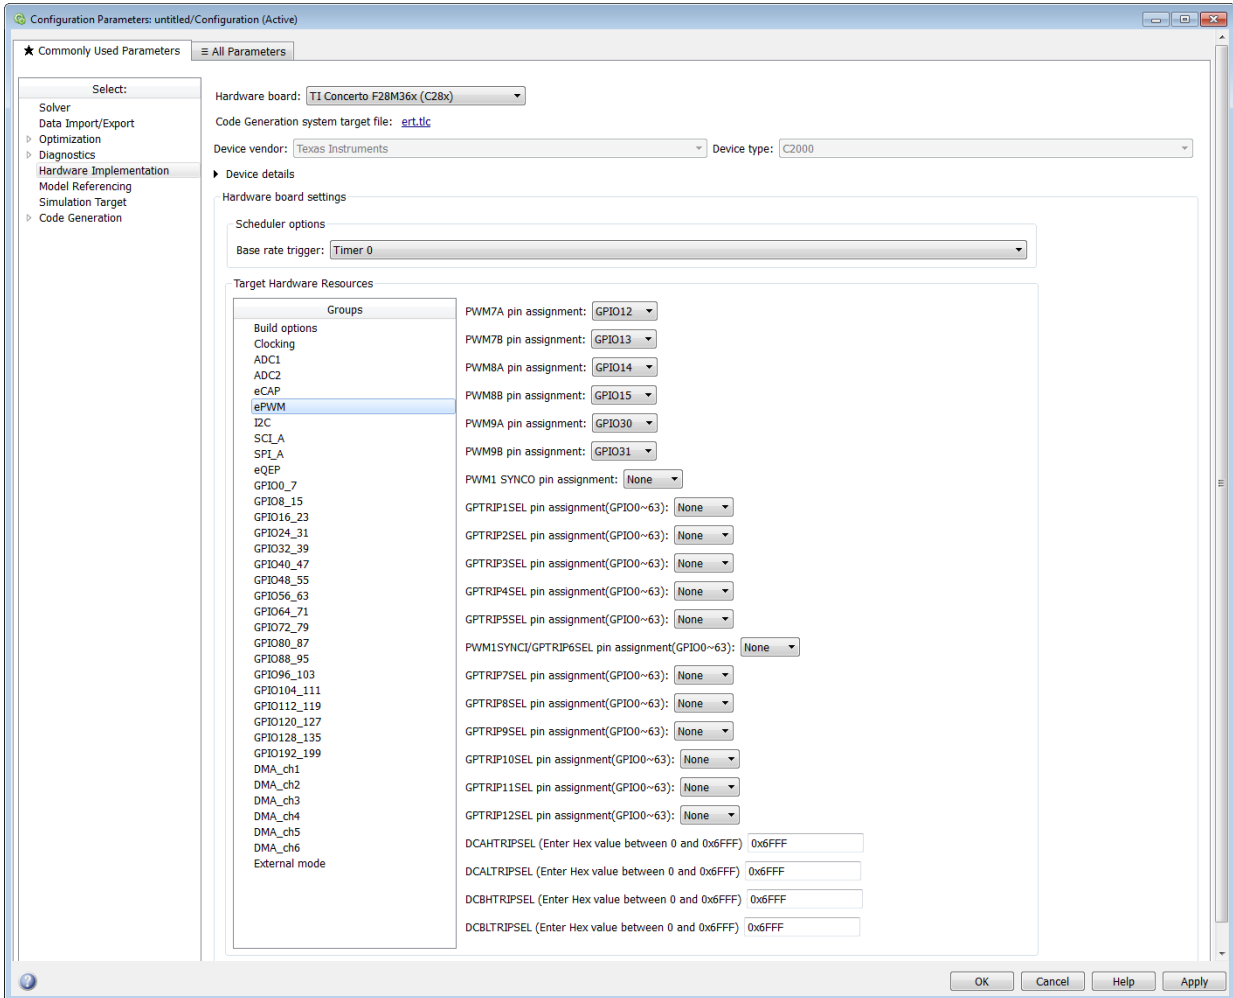 Configuration Parameters: untitled/Configuration (Active)
★ Commonly Used Parameters
≡ All Parameters
Select:
Solver
Data Import/Export
Optimization
Diagnostics
Hardware Implementation
Model Referencing
Simulation Target
Code Generation
Hardware board: TI Concerto F28M36x (C28x)
Code Generation system target file: ert.tlc
Device vendor: Texas Instruments Device type: C2000
Device details
Hardware board settings
Scheduler options
Base rate trigger: Timer 0
Target Hardware Resources
Groups
Build options
Clocking
ADC1
ADC2
eCAP
ePWM
I2C
SCI_A
SPI_A
eQEP
GPIO0_7
GPIO8_15
GPIO16_23
GPIO24_31
GPIO32_39
GPIO40_47
GPIO48_55
GPIO56_63
GPIO64_71
GPIO72_79
GPIO80_87
GPIO88_95
GPIO96_103
GPIO104_111
GPIO112_119
GPIO120_127
GPIO128_135
GPIO192_199
DMA_ch1
DMA_ch2
DMA_ch3
DMA_ch4
DMA_ch5
DMA_ch6
External mode
PWM7A pin assignment: GPIO12
PWM7B pin assignment: GPIO13
PWM8A pin assignment: GPIO14
PWM8B pin assignment: GPIO15
PWM9A pin assignment: GPIO30
PWM9B pin assignment: GPIO31
PWM1 SYNCO pin assignment: None
GPTRIP1SEL pin assignment(GPIO0~63): None
GPTRIP2SEL pin assignment(GPIO0~63): None
GPTRIP3SEL pin assignment(GPIO0~63): None
GPTRIP4SEL pin assignment(GPIO0~63): None
GPTRIP5SEL pin assignment(GPIO0~63): None
PWM1SYNCI/GPTRIP6SEL pin assignment(GPIO0~63): None
GPTRIP7SEL pin assignment(GPIO0~63): None
GPTRIP8SEL pin assignment(GPIO0~63): None
GPTRIP9SEL pin assignment(GPIO0~63): None
GPTRIP10SEL pin assignment(GPIO0~63): None
GPTRIP11SEL pin assignment(GPIO0~63): None
GPTRIP12SEL pin assignment(GPIO0~63): None
DCAHTRIPSEL (Enter Hex value between 0 and 0x6FFF) 0x6FFF
DCALTRIPSEL (Enter Hex value between 0 and 0x6FFF) 0x6FFF
DCBHTRIPSEL (Enter Hex value between 0 and 0x6FFF) 0x6FFF
DCBLTRIPSEL (Enter Hex value between 0 and 0x6FFF) 0x6FFF
OK Cancel Help Apply